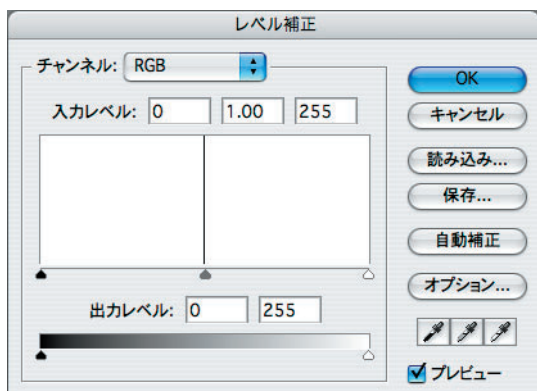 レベル補正
チャンネル: RGB
入力レベル: 0 1.00 255
出力レベル: 0 255
OK
キャンセル
読み込み...
保存...
自動補正
オプション...
プレビュー